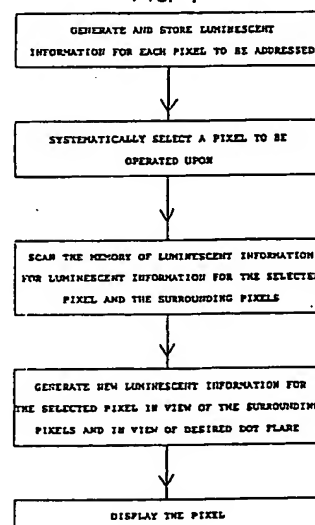 GENERATE AND STORE LUMINESCENT
INFORMATION FOR EACH PIXEL TO BE ADDRESSED
SYSTEMATICALLY SELECT A PIXEL TO BE
OPERATED UPON
SCAN THE MEMORY OF LUMINESCENT INFORMATION
FOR LUMINESCENT INFORMATION FOR THE SELECTED
PIXEL AND THE SURROUNDING PIXELS
GENERATE NEW LUMINESCENT INFORMATION FOR
THE SELECTED PIXEL IN VIEW OF THE SURROUNDING
PIXELS AND IN VIEW OF DESIRED DOT FLARE
DISPLAY THE PIXEL